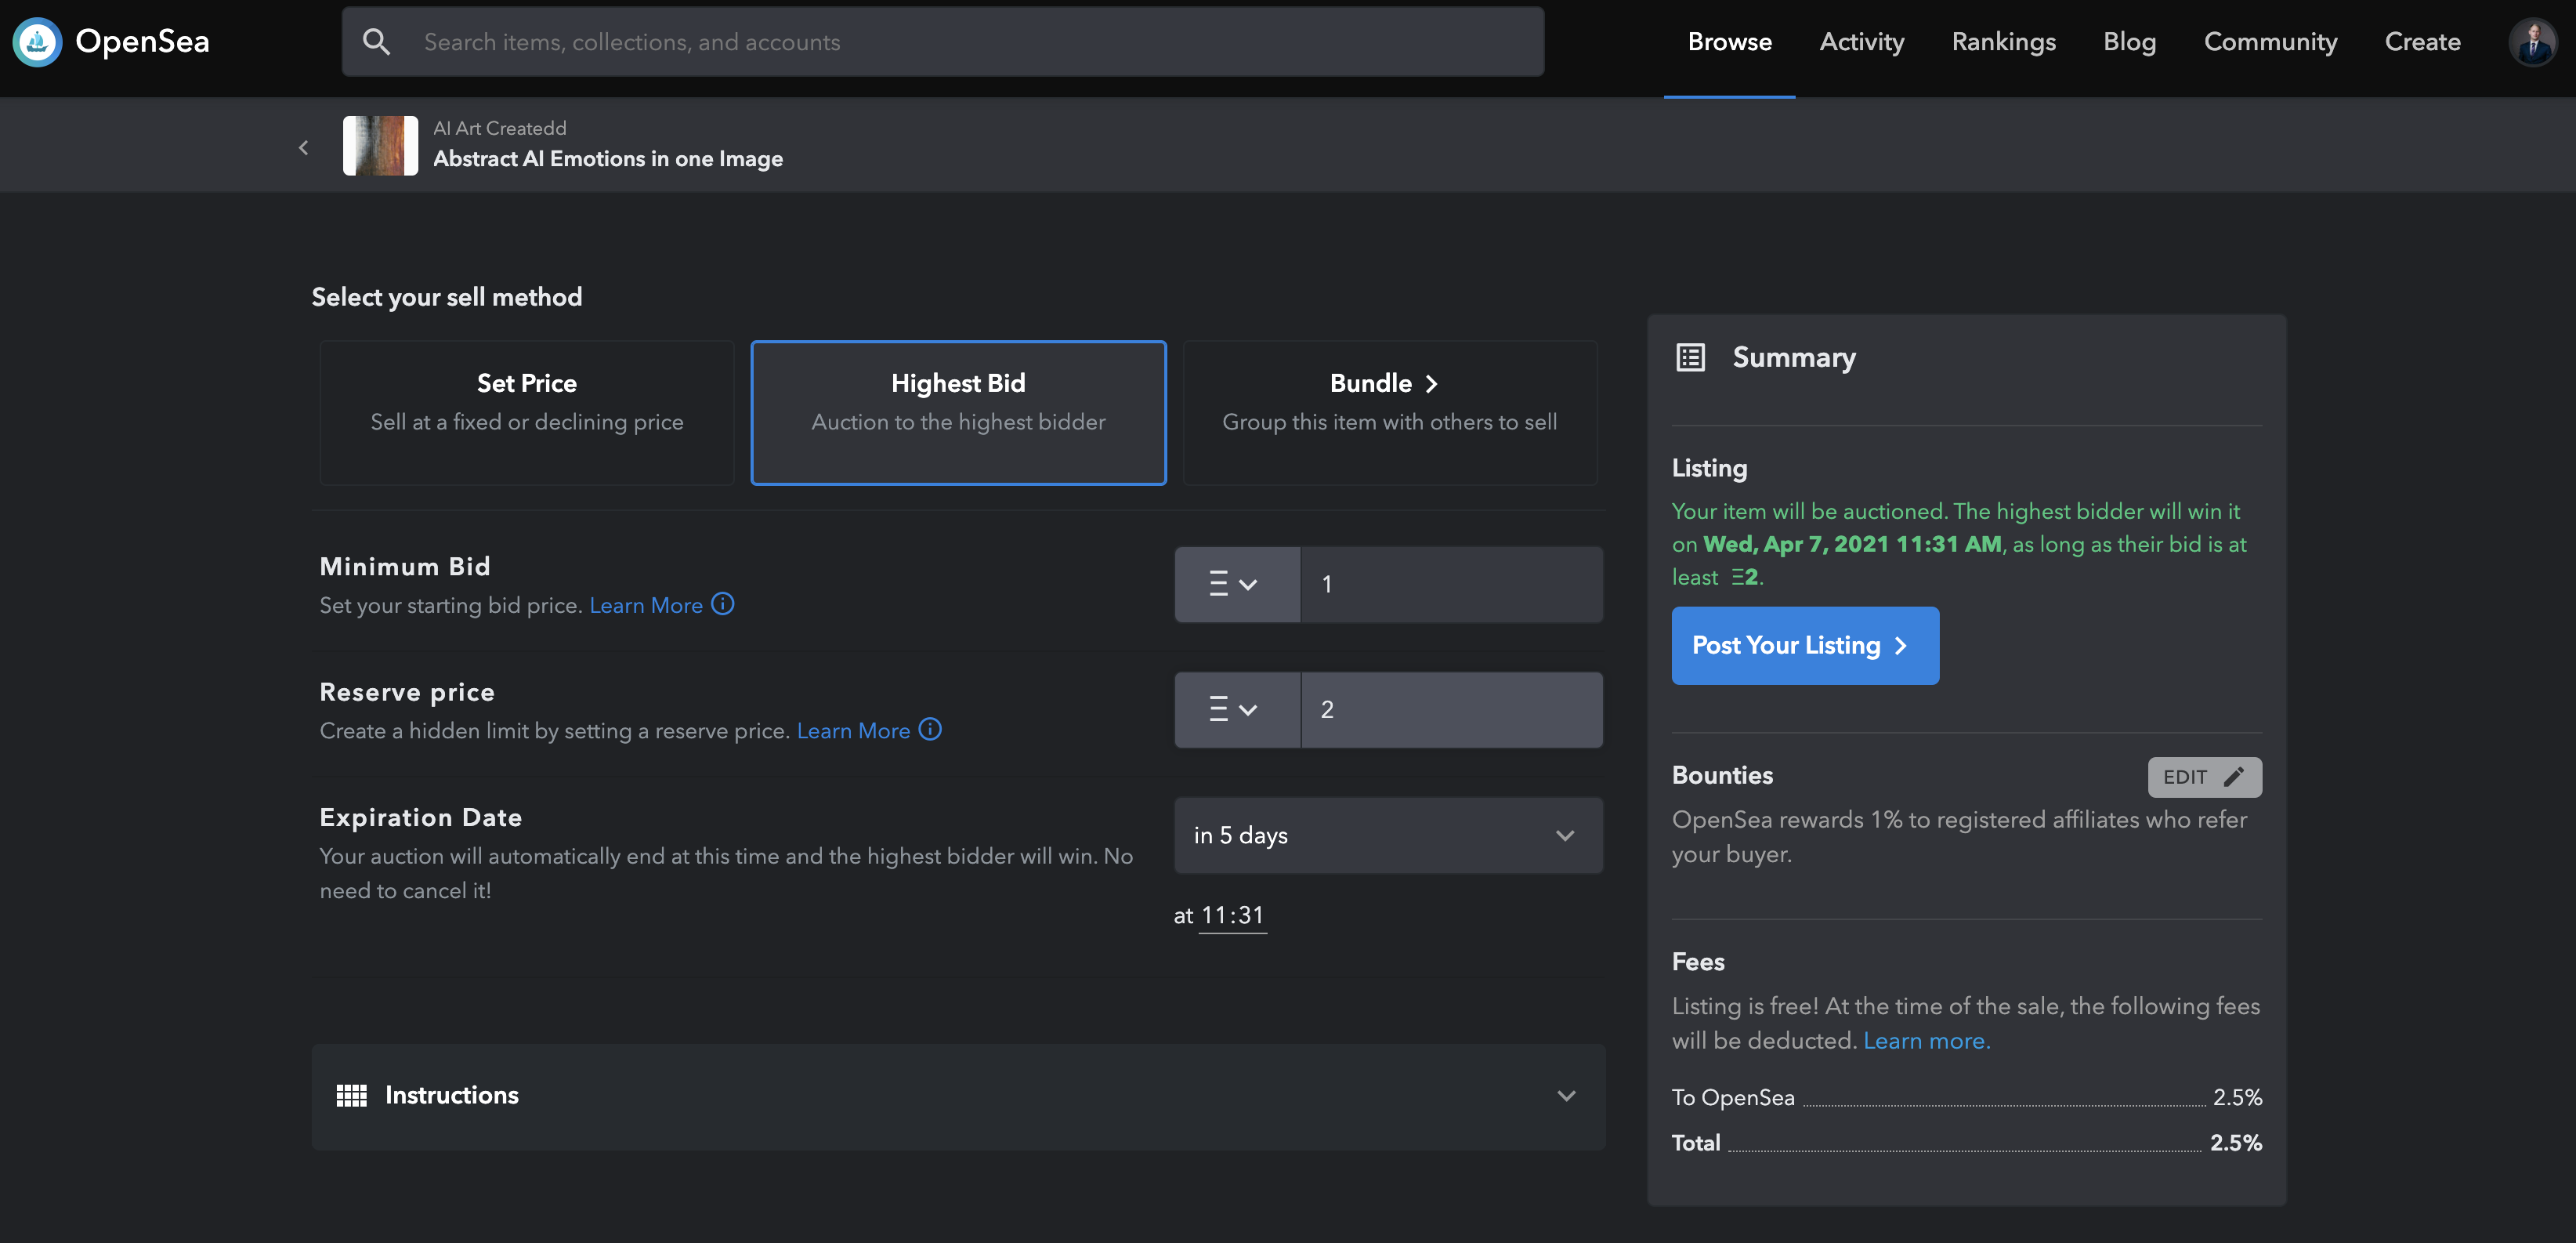 OpenSea
Search items, collections, and accounts
Browse
Activity
Rankings
Blog
Community
Create
AI Art Createdd
Abstract AI Emotions in one Image
Select your sell method
Set Price
Sell at a fixed or declining price
Highest Bid
Auction to the highest bidder
Bundle
Group this item with others to sell
Minimum Bid
Set your starting bid price. Learn More
1
Reserve price
Create a hidden limit by setting a reserve price. Learn More
2
Expiration Date
Your auction will automatically end at this time and the highest bidder will win. No
need to cancel it!
in 5 days
at 11:31
Instructions
Summary
Listing
Your item will be auctioned. The highest bidder will win it
on Wed, Apr 7, 2021 11:31 AM, as long as their bid is at
least Ξ2.
Post Your Listing
Bounties
EDIT
OpenSea rewards 1% to registered affiliates who refer
your buyer.
Fees
Listing is free! At the time of the sale, the following fees
will be deducted. Learn more.
To OpenSea 2.5%
Total 2.5%